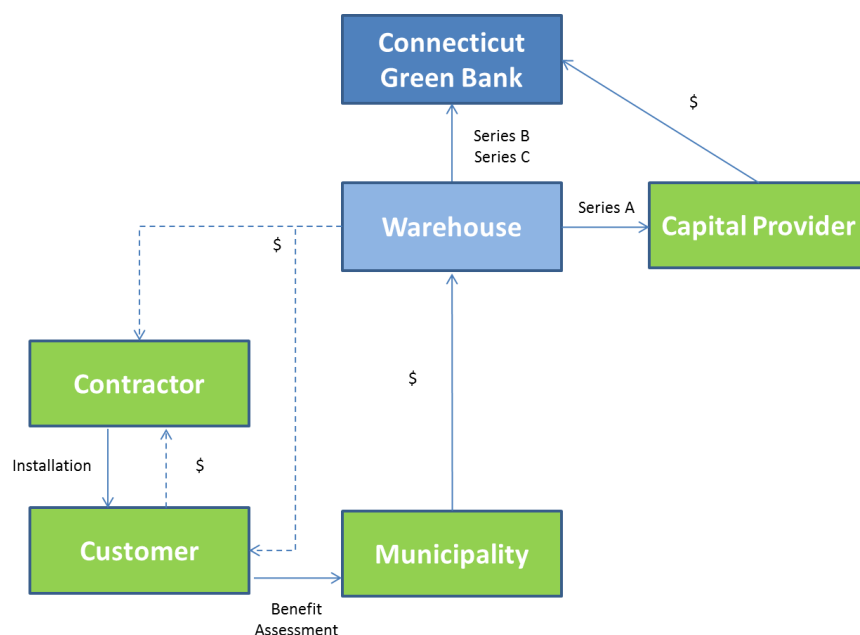 Connecticut
Green Bank
$
Series B
Series C
Warehouse
Series A
Capital Provider
$
Contractor
$
Installation
$
Customer
Municipality
Benefit
Assessment